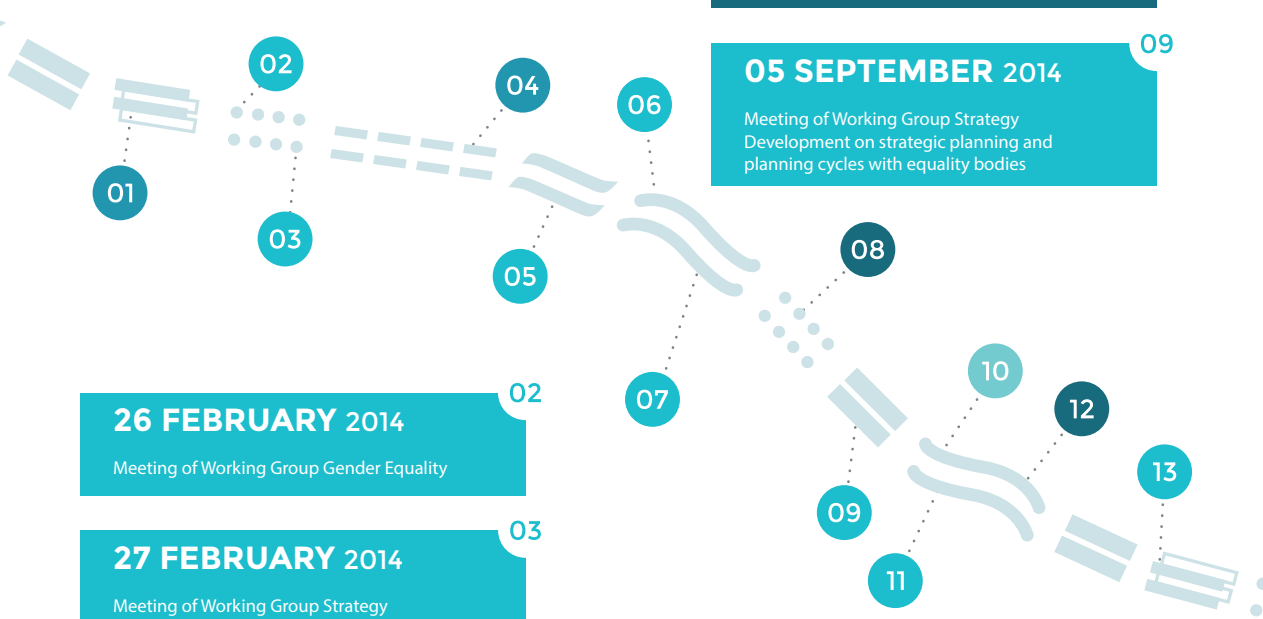 02
04
06
01
03
05
08
07
10
12
13
09
11
09
05 SEPTEMBER 2014
Meeting of Working Group Strategy
Development on strategic planning and
planning cycles with equality bodies
02
26 FEBRUARY 2014
Meeting of Working Group Gender Equality
03
27 FEBRUARY 2014
Meeting of Working Group Strategy